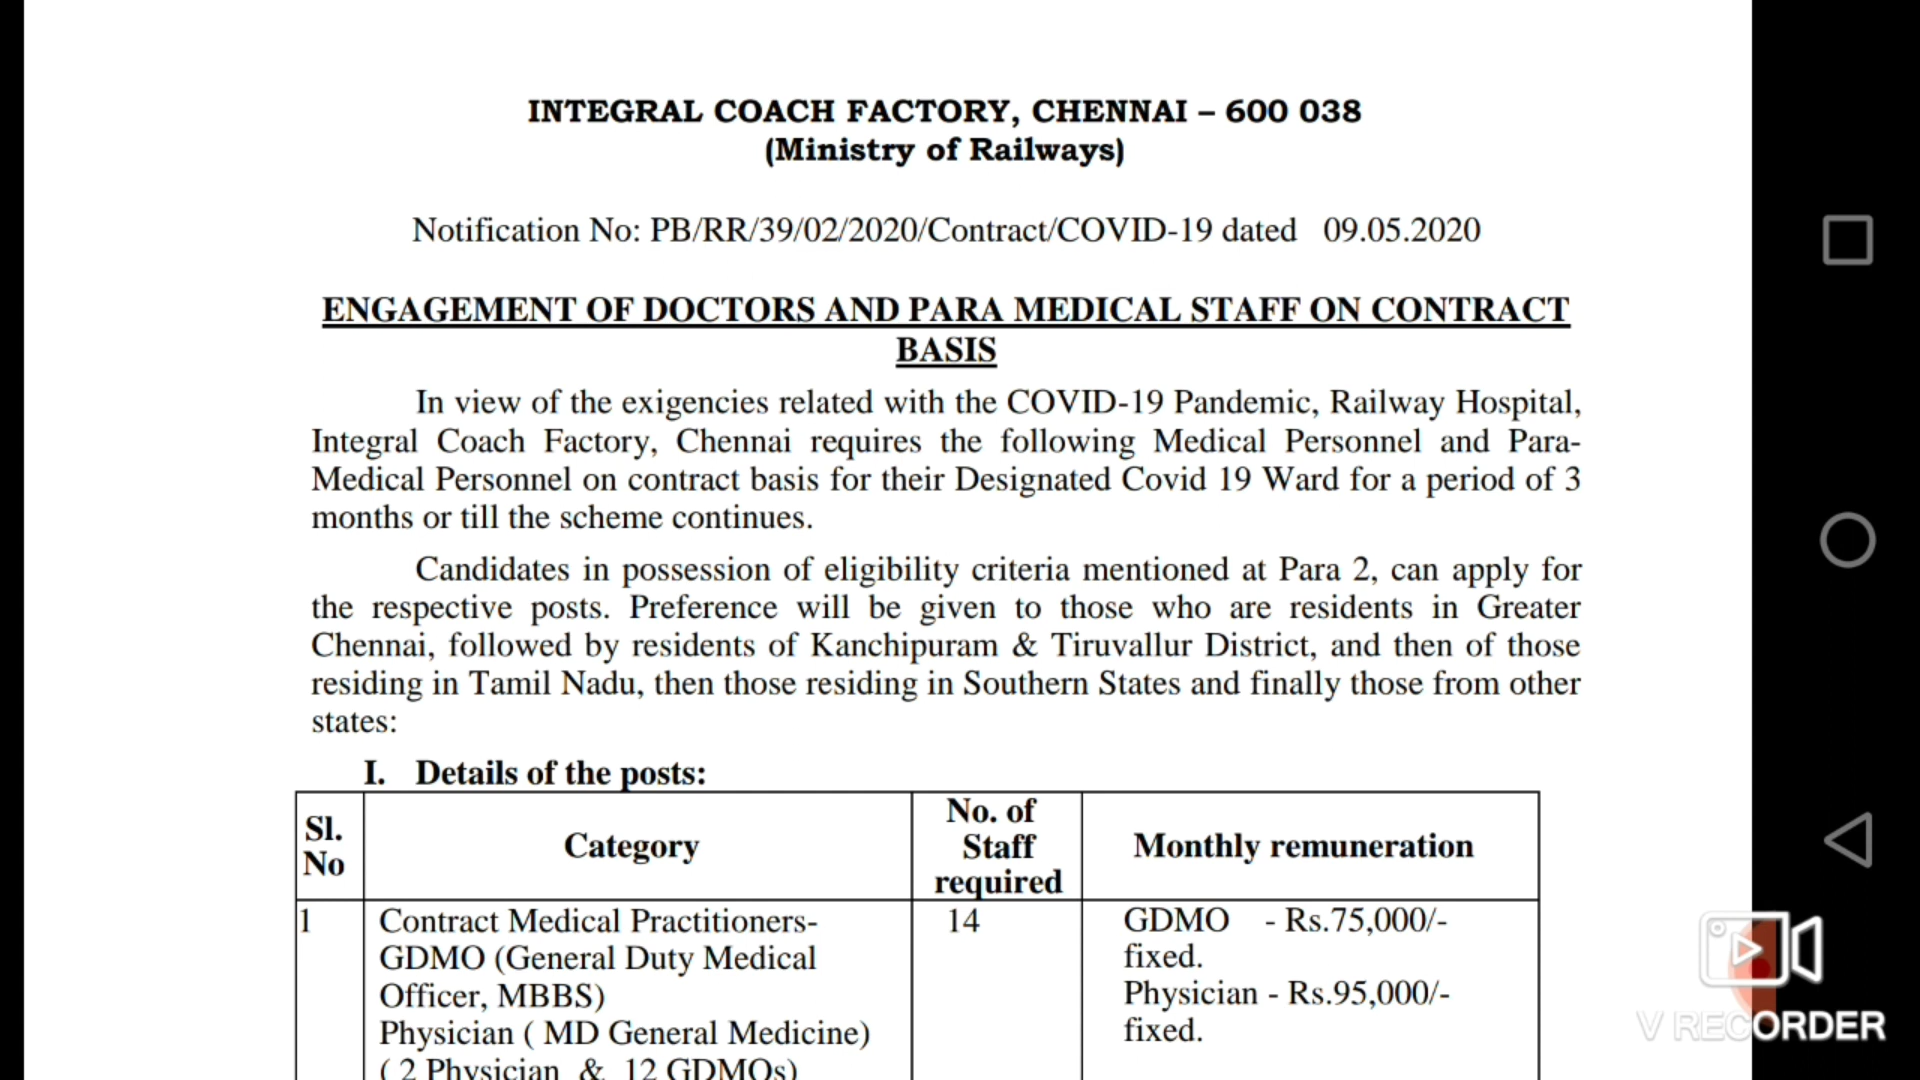 INTEGRAL COACH FACTORY, CHENNAI – 600 038
(Ministry of Railways)
Notification No: PB/RR/39/02/2020/Contract/COVID-19 dated 09.05.2020
ENGAGEMENT OF DOCTORS AND PARA MEDICAL STAFF ON CONTRACT
BASIS
In view of the exigencies related with the COVID-19 Pandemic, Railway Hospital,
Integral Coach Factory, Chennai requires the following Medical Personnel and Para-
Medical Personnel on contract basis for their Designated Covid 19 Ward for a period of 3
months or till the scheme continues.
Candidates in possession of eligibility criteria mentioned at Para 2, can apply for
the respective posts. Preference will be given to those who are residents in Greater
Chennai, followed by residents of Kanchipuram & Tiruvallur District, and then of those
residing in Tamil Nadu, then those residing in Southern States and finally those from other
states:
I. Details of the posts:
Sl.
No
Category
No. of
Staff
required
Monthly remuneration
1
Contract Medical Practitioners-
GDMO (General Duty Medical
Officer, MBBS)
Physician ( MD General Medicine)
( 2 Physician & 12 GDMOs)
14
GDMO - Rs.75,000/-
fixed.
Physician - Rs.95,000/-
fixed.
V RECORDER